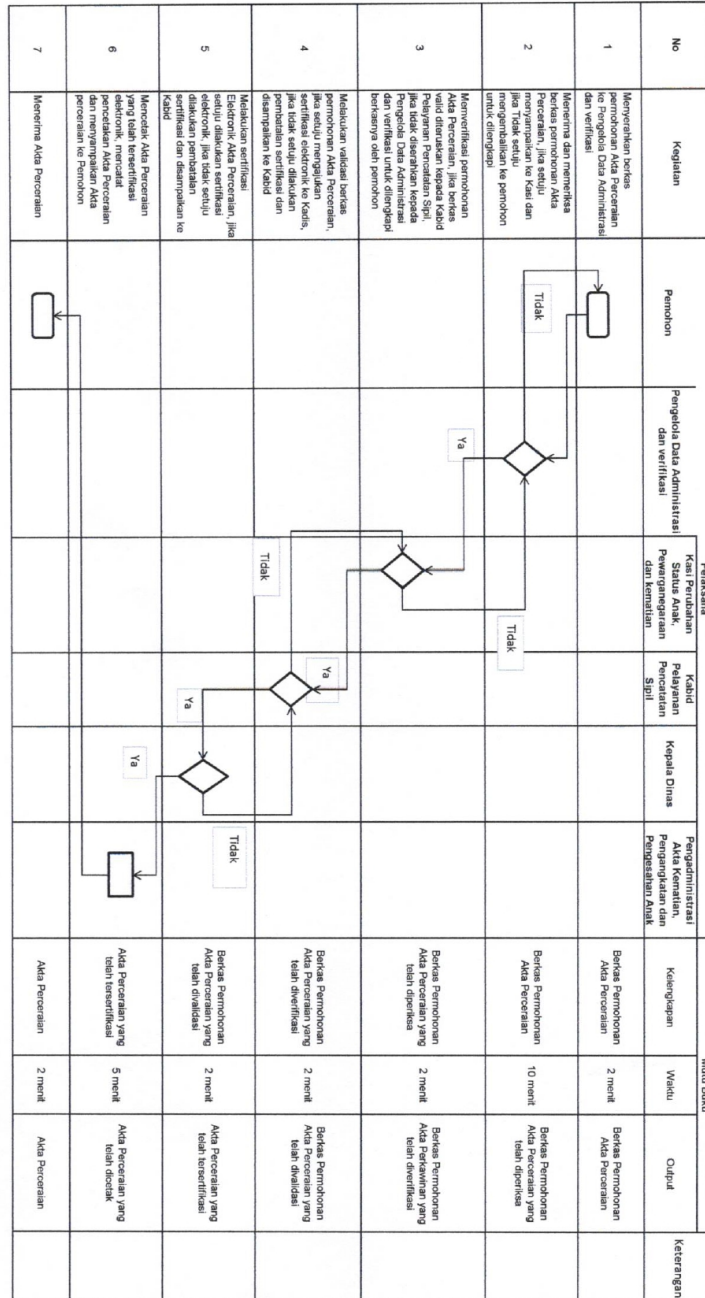 No
Kegiatan
Pelaksana
Pemohon
Pengelola Data Administrasi
dan verifikasi
Kasi Perubahan
Status Anak,
Pewarganegaraan
dan kematian
Kabid
Pelayanan
Pencatatan
Sipil
Kepala Dinas
Pengadministrasi
Akta Kematian,
Pengangkatan dan
Pengesahan Anak
Mutu Baku
Kelengkapan
Waktu
Output
Keterangan
1
Menyerahkan berkas
permohonan Akta Perceraian
ke Pengelola Data Administrasi
dan verifikasi
Berkas Permohonan
Akta Perceraian
2 menit
Berkas Permohonan
Akta Perceraian
2
Menerima dan memeriksa
berkas permohonan Akta
Perceraian, jika setuju
menyampaikan ke Kasi dan
jika Tidak setuju
mengembalikan ke pemohon
untuk dilengkapi
Tidak
Berkas Permohonan
Akta Perceraian
10 menit
Berkas Permohonan
Akta Perceraian yang
telah diperiksa
3
Memverifikasi permohonan
Akta Perceraian, jika berkas
valid diteruskan kepada Kabid
Pelayanan Pencatatan Sipil,
jika tidak diserahkan kepada
Pengelola Data Administrasi
dan verifikasi untuk dilengkapi
berkasnya oleh pemohon
Ya
Tidak
Berkas Permohonan
Akta Perceraian yang
telah diperiksa
2 menit
Berkas Permohonan
Akta Perkawinan yang
telah diverifikasi
4
Melakukan validasi berkas
permohonan Akta Perceraian,
jika setuju mengajukan
sertifikasi elektronik ke Kadis,
jika tidak setuju dilakukan
pembatalan sertifikasi dan
disampaikan ke Kabid
Tidak
Ya
Berkas Permohonan
Akta Perceraian yang
telah diverifikasi
2 menit
Berkas Permohonan
Akta Perceraian yang
telah divalidasi
5
Melakukan sertifikasi
Elektronik Akta Perceraian, jika
setuju dilakukan sertifikasi
elektronik, jika tidak setuju
dilakukan pembatalan
sertifikasi dan disampaikan ke
Kabid
Ya
Tidak
Berkas Permohonan
Akta Perceraian yang
telah divalidasi
2 menit
Akta Perceraian yang
telah tersertifikasi
6
Mencetak Akta Perceraian
yang telah tersertifikasi
elektronik, mencatat
pencetakan Akta Perceraian
dan menyampaikan Akta
perceraian ke Pemohon
Ya
Akta Perceraian yang
telah tersertifikasi
5 menit
Akta Perceraian yang
telah dicetak
7
Menerima Akta Perceraian
Akta Perceraian
2 menit
Akta Perceraian